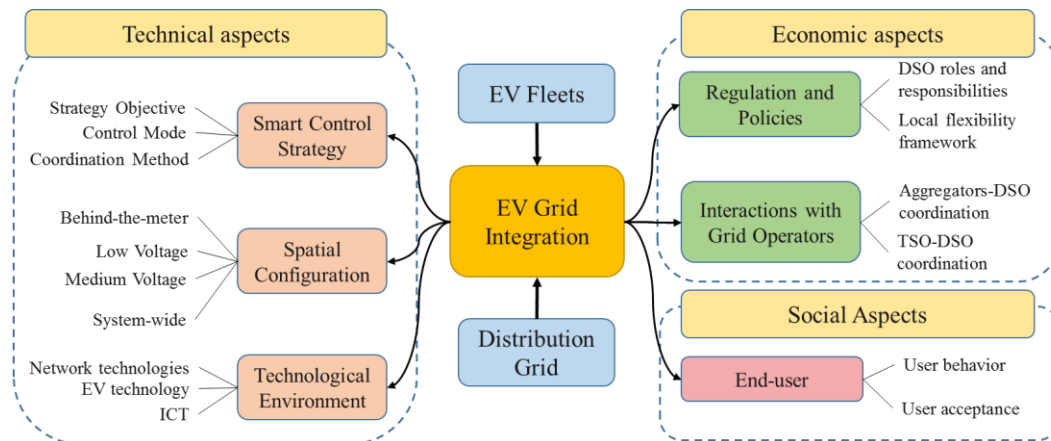 Technical aspects
Strategy Objective
Control Mode
Coordination Method
Smart Control
Strategy
Behind-the-meter
Low Voltage
Medium Voltage
System-wide
Spatial
Configuration
Network technologies
EV technology
ICT
Technological
Environment
EV Fleets
EV Grid
Integration
Distribution
Grid
Economic aspects
Regulation and
Policies
DSO roles and
responsibilities
Local flexibility
framework
Interactions with
Grid Operators
Aggregators-DSO
coordination
TSO-DSO
coordination
Social Aspects
End-user
User behavior
User acceptance